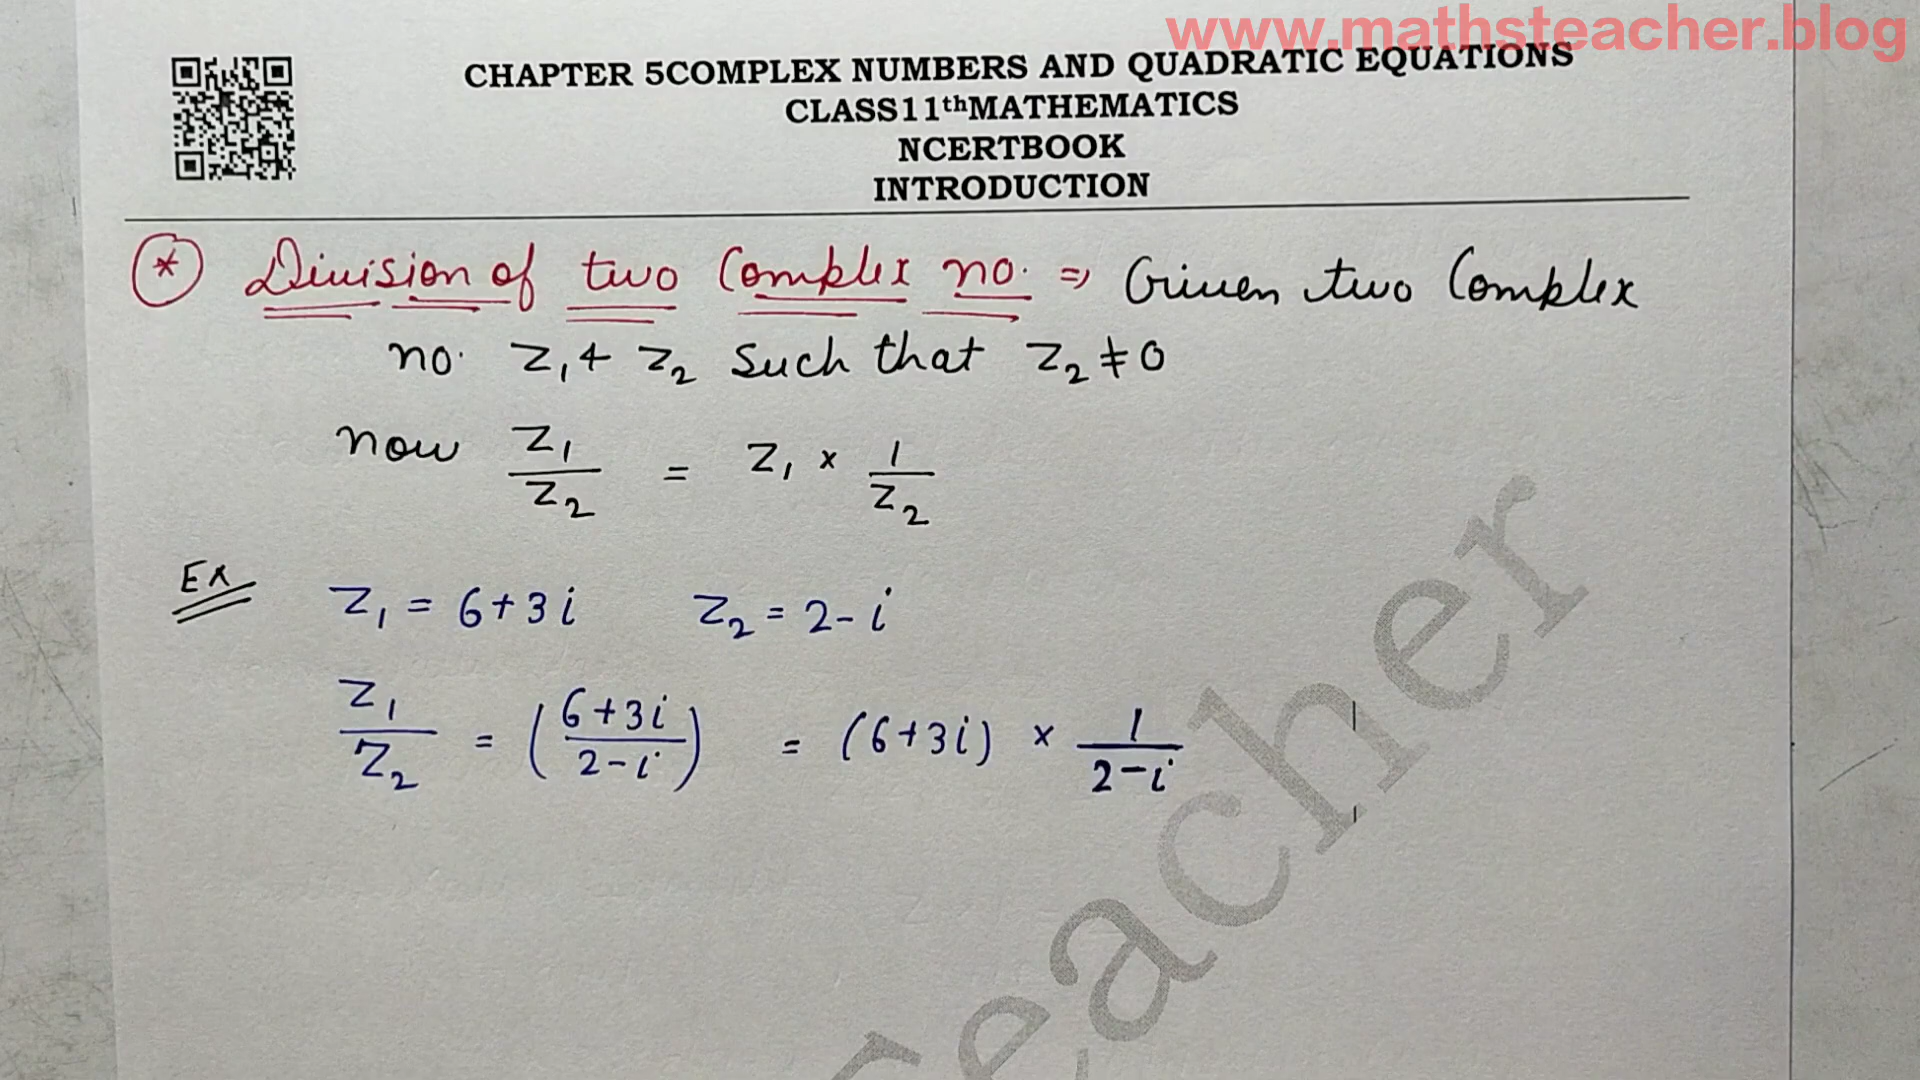 www.mathsteacher.blog
CHAPTER 5COMPLEX NUMBERS AND QUADRATIC EQUATIONS
CLASS11thMATHEMATICS
NCERTBOOK
INTRODUCTION
* Division of two Complex no. => Given two Complex
no. z₁ & z₂ such that z₂ ≠ 0
now z₁/z₂ = z₁ × 1/z₂
Ex z₁ = 6+3i z₂ = 2-i
z₁/z₂ = (6+3i/2-i) = (6+3i) × 1/2-i
eacher